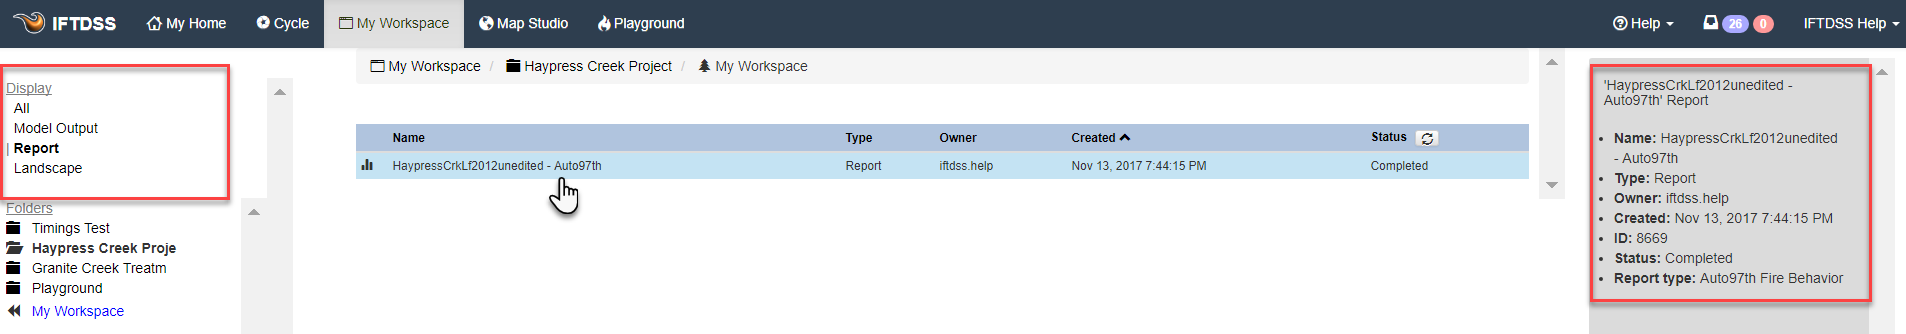 IFTDSS My Home Cycle My Workspace Map Studio Playground Help 26 0 IFTDSS Help
Display
All
Model Output
Report
Landscape
Folders
Timings Test
Haypress Creek Proje
Granite Creek Treatm
Playground
My Workspace
My Workspace / Haypress Creek Project / My Workspace
Name Type Owner Created Status
HaypressCrkLf2012unedited - Auto97th Report iftdss.help Nov 13, 2017 7:44:15 PM Completed
'HaypressCrkLf2012unedited -
Auto97th' Report
• Name: HaypressCrkLf2012unedited
- Auto97th
• Type: Report
• Owner: iftdss.help
• Created: Nov 13, 2017 7:44:15 PM
• ID: 8669
• Status: Completed
• Report type: Auto97th Fire Behavior